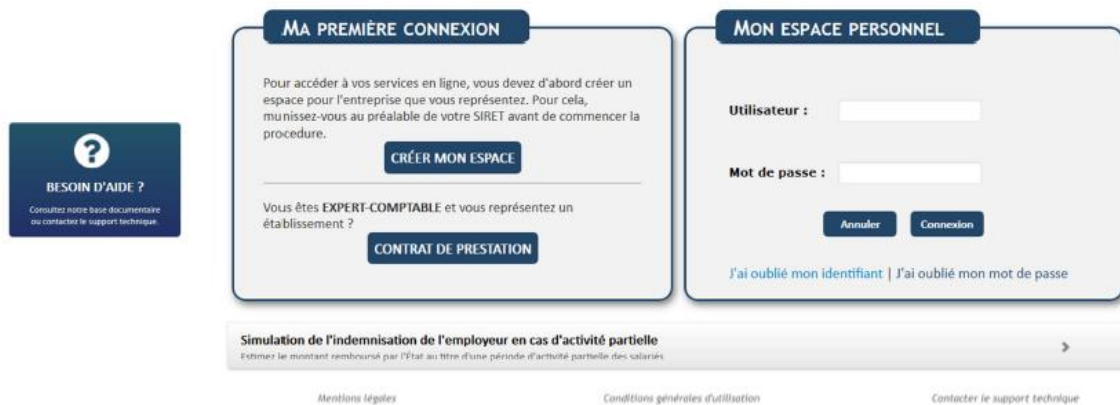 BESOIN D'AIDE ?
Consultez notre base documentaire
ou contactez le support technique.
MA PREMIÈRE CONNEXION
Pour accéder à vos services en ligne, vous devez d'abord créer un
espace pour l'entreprise que vous représentez. Pour cela,
munissez-vous au préalable de votre SIRET avant de commencer la
procedure.
CRÉER MON ESPACE
Vous êtes EXPERT-COMPTABLE et vous représentez un
établissement ?
CONTRAT DE PRESTATION
MON ESPACE PERSONNEL
Utilisateur :
Mot de passe :
Annuler Connexion
J'ai oublié mon identifiant | J'ai oublié mon mot de passe
Simulation de l'indemnisation de l'employeur en cas d'activité partielle
Estimez le montant remboursé par l'État au titre d'une période d'activité partielle des salariés
Mentions légales Conditions générales d'utilisation Contacter le support technique